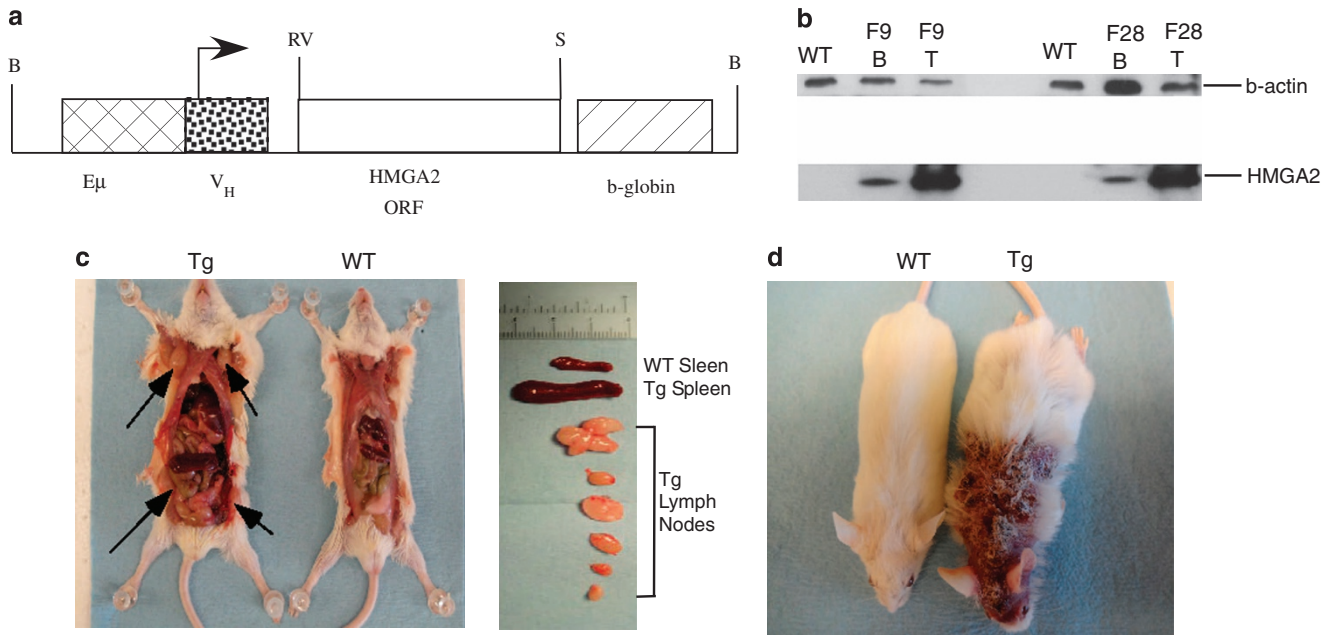 a
B
RV
S
B
Eμ
VH
HMGA2
ORF
b-globin
b
WT
F9
B
F9
T
WT
F28
B
F28
T
b-actin
HMGA2
c
Tg
WT
WT Sleen
Tg Spleen
Tg
Lymph
Nodes
d
WT
Tg